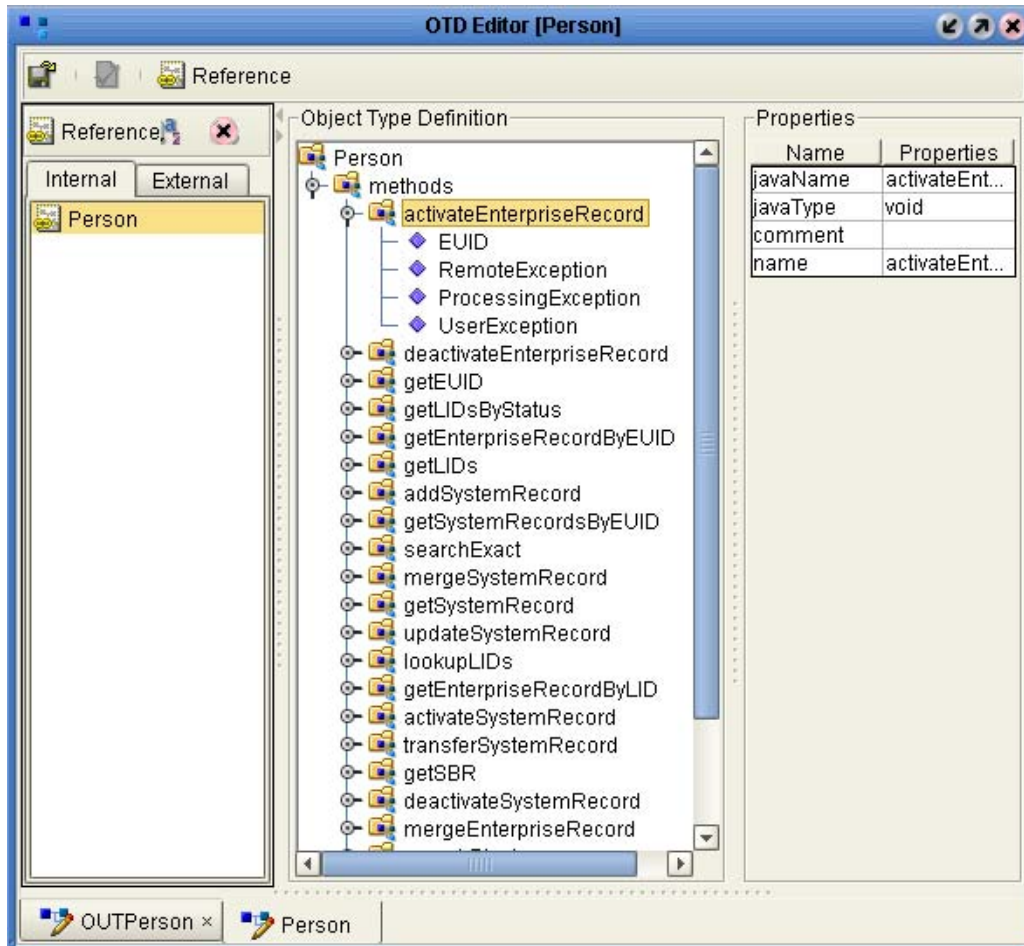 OTD Editor [Person]
Reference
Reference
Internal
External
Person
Object Type Definition
Person
methods
activateEnterpriseRecord
EUID
RemoteException
ProcessingException
UserException
deactivateEnterpriseRecord
getEUID
getLIDsByStatus
getEnterpriseRecordByEUID
getLIDs
addSystemRecord
getSystemRecordsByEUID
searchExact
mergeSystemRecord
getSystemRecord
updateSystemRecord
lookupLIDs
getEnterpriseRecordByLID
activateSystemRecord
transferSystemRecord
getSBR
deactivateSystemRecord
mergeEnterpriseRecord
Properties
Name Properties
javaName activateEnt...
javaType void
comment
name activateEnt...
OUTPerson ×
Person